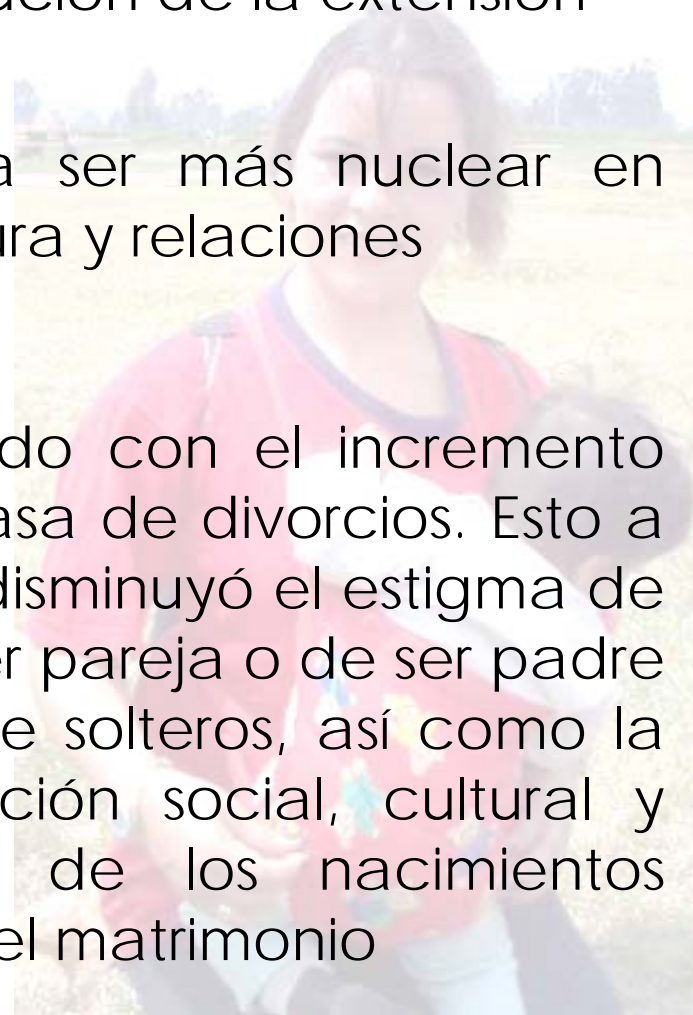 ución de la extensión
a ser más nuclear en
ura y relaciones
do con el incremento
asa de divorcios. Esto a
disminuyó el estigma de
er pareja o de ser padre
e solteros, así como la
ción social, cultural y
de los nacimientos
el matrimonio